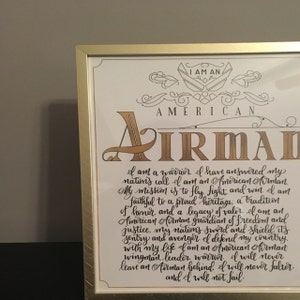 I AM AN
AMERICAN
AIRMAN
I am a warrior. I have answered my
nation's call. I am an American Airman.
My mission is to fly, fight, and win. I am
faithful to a proud heritage, a tradition
of honor, and a legacy of valor. I am an
American Airman guardian of freedom and
justice, my nation's sword and shield, its
sentry and avenger. I defend my country
with my life. I am an American Airman
wingman, leader, warrior. I will never
leave an Airman behind. I will never falter
and I will not fail